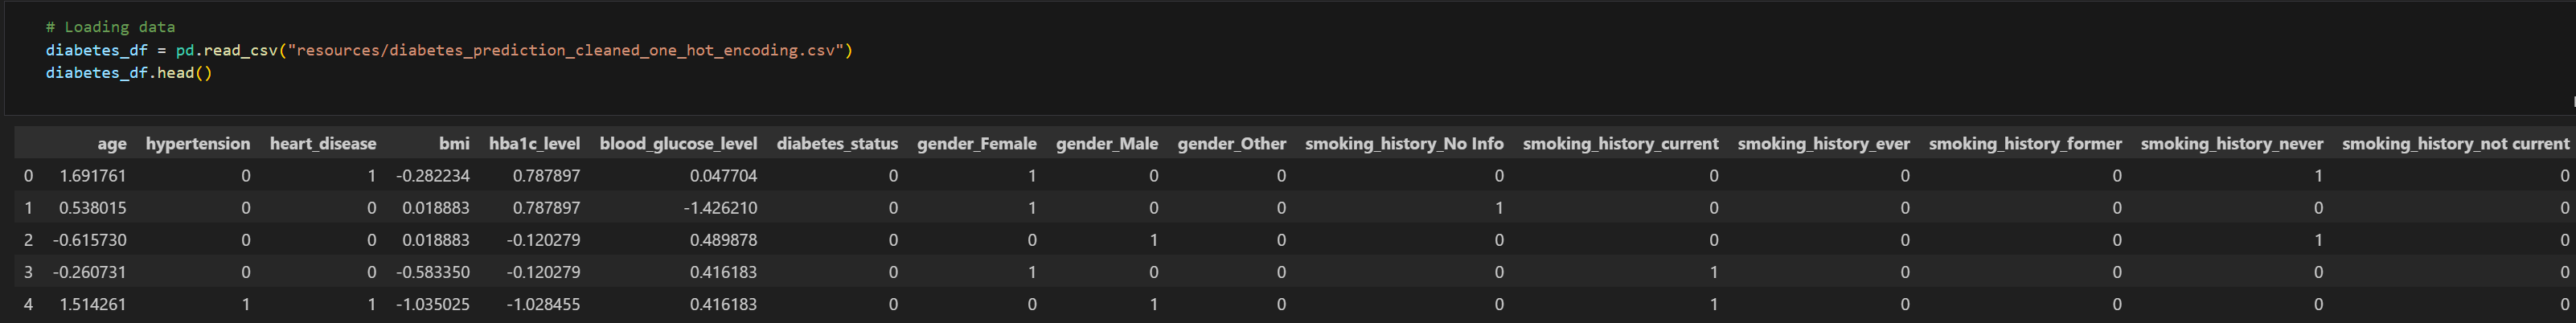 # Loading data
diabetes_df = pd.read_csv("resources/diabetes_prediction_cleaned_one_hot_encoding.csv")
diabetes_df.head()
age hypertension heart_disease bmi hba1c_level blood_glucose_level diabetes_status gender_Female gender_Male gender_Other smoking_history_No Info smoking_history_current smoking_history_ever smoking_history_former smoking_history_never smoking_history_not current
0 1.691761 0 1 -0.282234 0.787897 0.047704 0 1 0 0 0 0 0 0 1 0
1 0.538015 0 0 0.018883 0.787897 -1.426210 0 1 0 0 1 0 0 0 0 0
2 -0.615730 0 0 0.018883 -0.120279 0.489878 0 0 1 0 0 0 0 0 1 0
3 -0.260731 0 0 -0.583350 -0.120279 0.416183 0 1 0 0 0 1 0 0 0 0
4 1.514261 1 1 -1.035025 -1.028455 0.416183 0 0 1 0 0 1 0 0 0 0